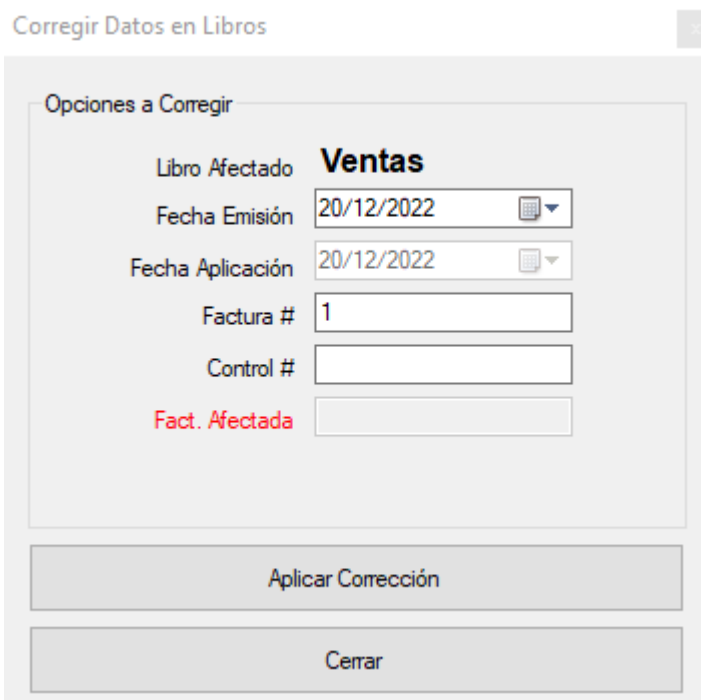 Corregir Datos en Libros
Opciones a Corregir
Libro Afectado Ventas
Fecha Emisión 20/12/2022
Fecha Aplicación 20/12/2022
Factura # 1
Control #
Fact. Afectada
Aplicar Corrección
Cerrar